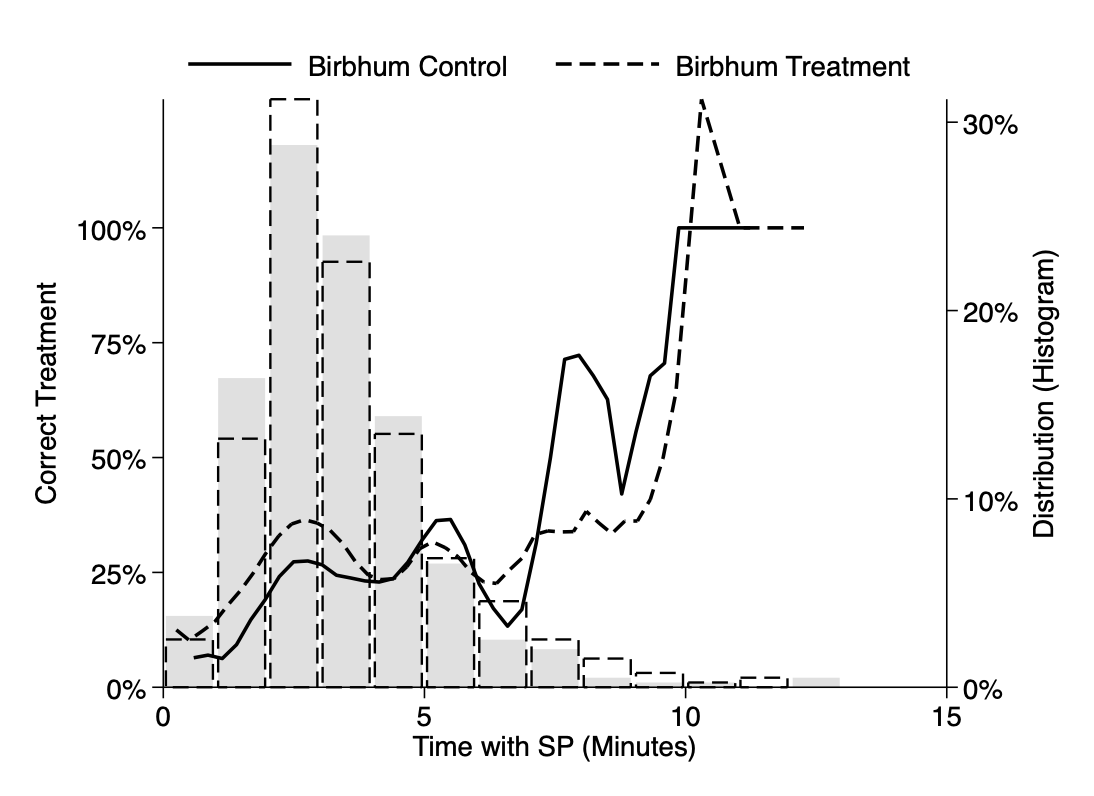 Birbhum Control Birbhum Treatment
30%
100%
20%
75%
50%
10%
25%
0% 0%
Correct Treatment
Distribution (Histogram)
0 5 10 15
Time with SP (Minutes)